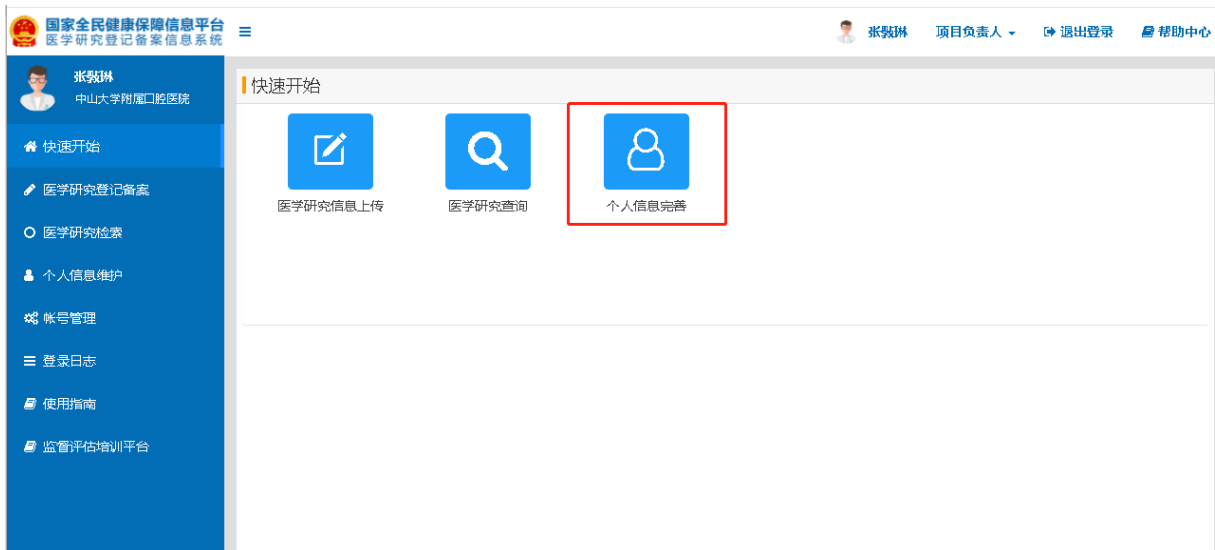 国家全民健康保障信息平台
医学研究登记备案信息系统
张㢟琳 项目负责人 退出登录 帮助中心
中山大学附属口腔医院
快速开始
医学研究登记备案
医学研究检索
个人信息维护
帐号管理
登录日志
使用指南
监督评估培训平台
快速开始
医学研究信息上传
医学研究查询
个人信息完善